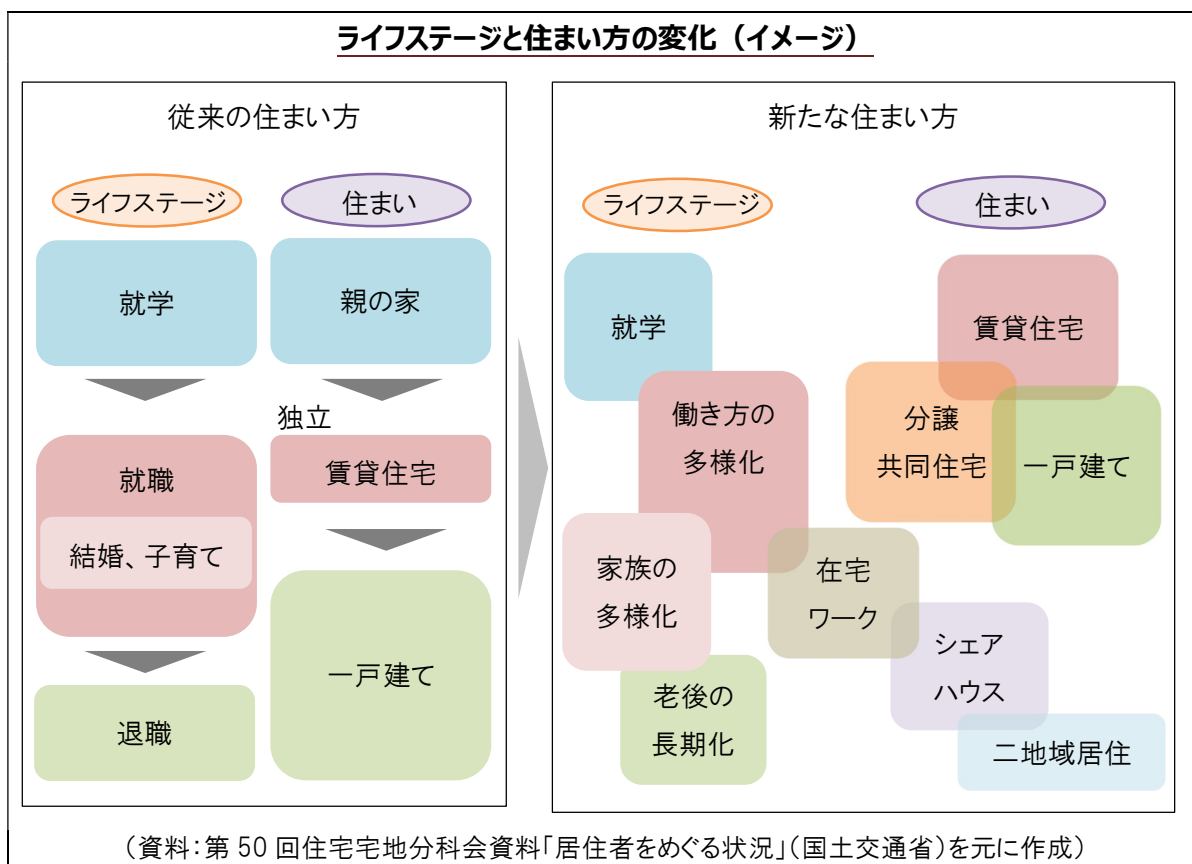 ライフステージと住まい方の変化（イメージ）
従来の住まい方
ライフステージ
住まい
就学
親の家
独立
就職
賃貸住宅
結婚、子育て
一戸建て
退職
新たな住まい方
ライフステージ
住まい
就学
賃貸住宅
働き方の
多様化
分譲
共同住宅
一戸建て
家族の
多様化
在宅
ワーク
シェア
ハウス
老後の
長期化
二地域居住
（資料：第 50 回住宅宅地分科会資料「居住者をめぐる状況」（国土交通省）を元に作成）